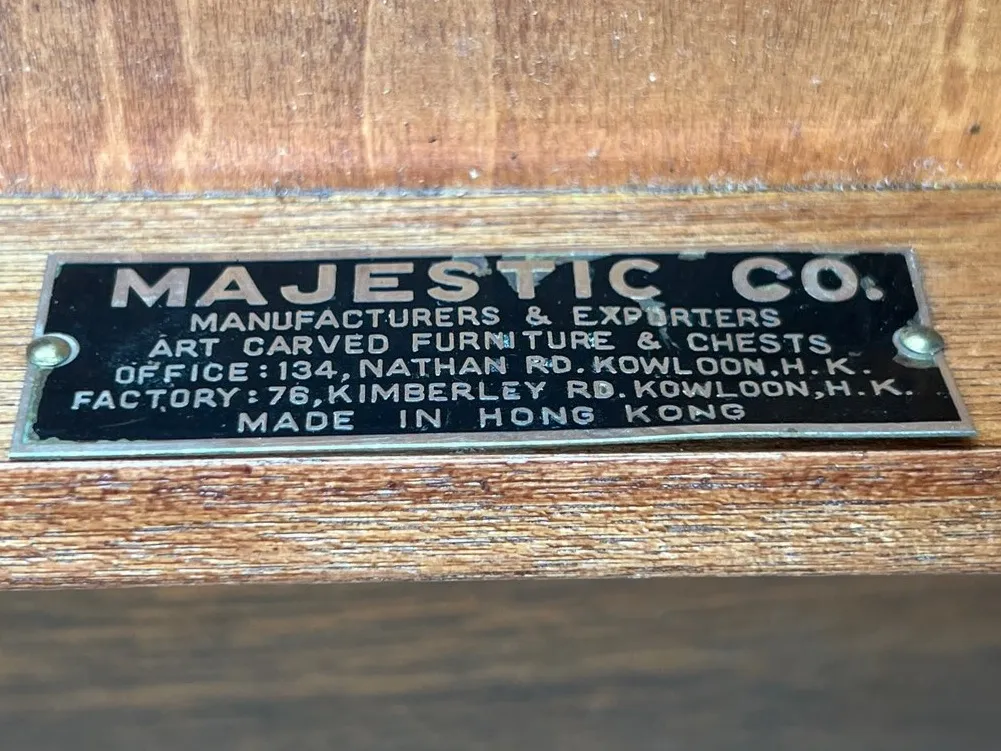 MAJESTIC CO.
MANUFACTURERS & EXPORTERS
ART CARVED FURNITURE & CHESTS
OFFICE: 134, NATHAN RD. KOWLOON, H. K.
FACTORY: 76, KIMBERLEY RD. KOWLOON, H. K.
MADE IN HONG KONG